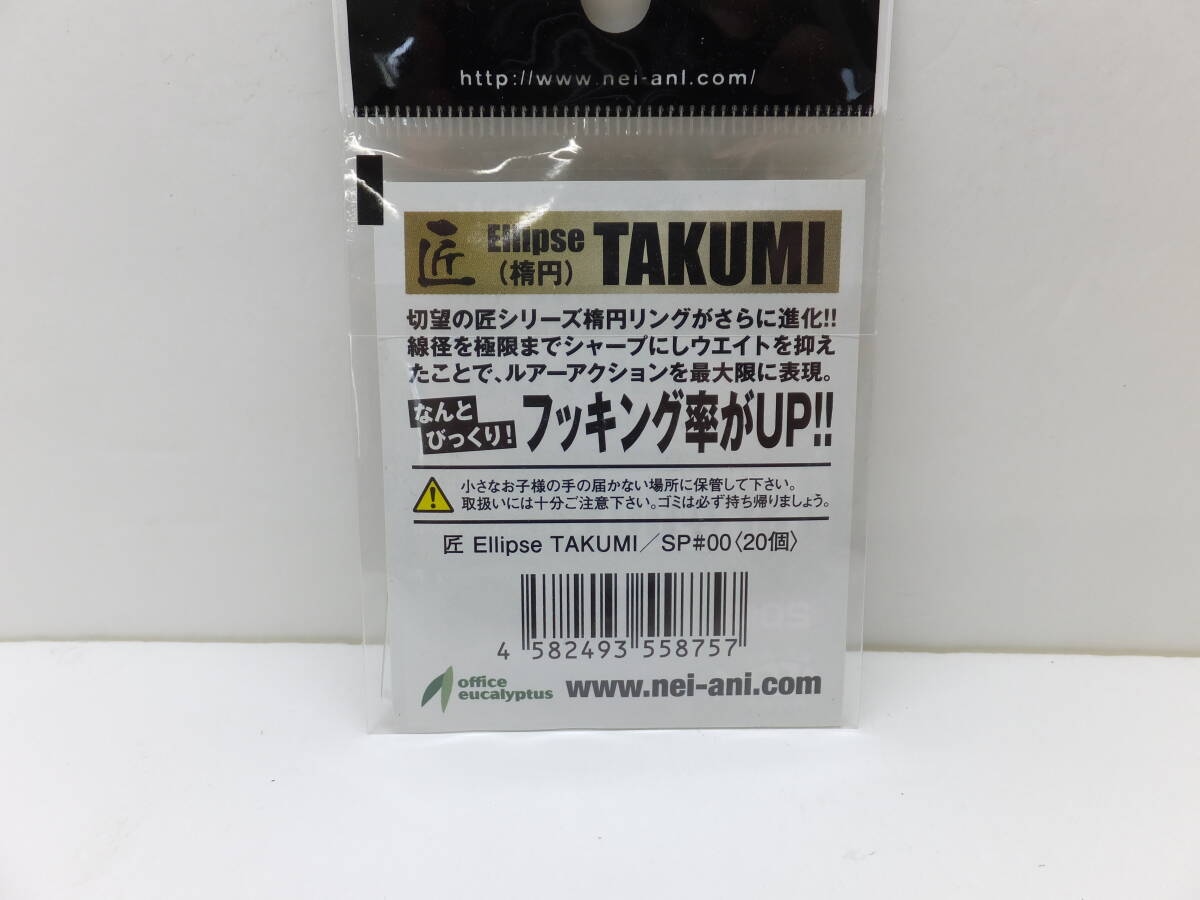 http://www.nei-ani.com/
匠 Ellipse (楕円) TAKUMI
切望の匠シリーズ楕円リングがさらに進化!!
線径を極限までシャープにしウエイトを抑え
たことで、ルアーアクションを最大限に表現。
なんとびっくり! フッキング率がUP!!
小さなお子様の手の届かない場所に保管して下さい。
取扱いには十分ご注意下さい。ゴミは必ず持ち帰りましょう。
匠 Ellipse TAKUMI/SP#00〈20個〉
4 582493 558757
office
eucalyptus
www.nei-ani.com